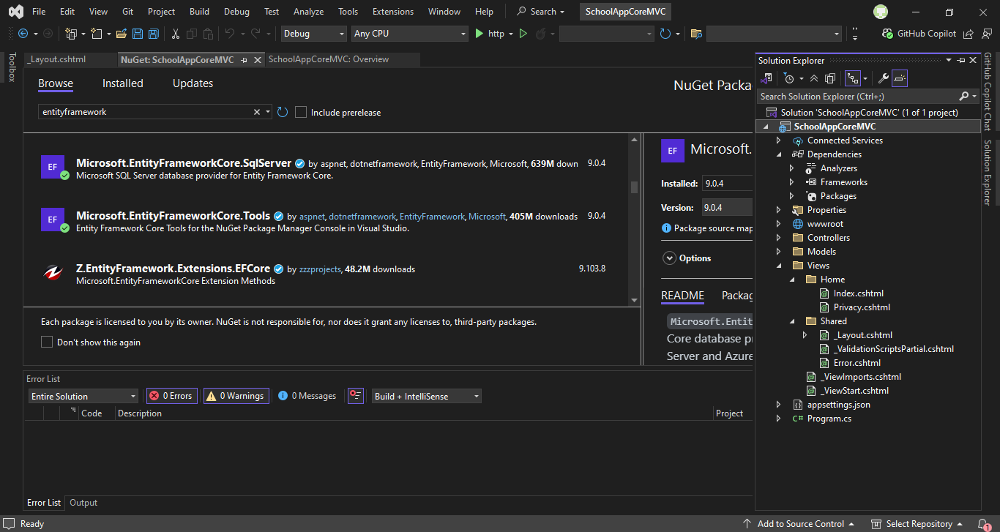 File Edit View Git Project Build Debug Test Analyze Tools Extensions Window Help Search SchoolAppCoreMVC
Debug Any CPU http GitHub Copilot
Toolbox
_Layout.cshtml NuGet: SchoolAppCoreMVC SchoolAppCoreMVC: Overview
Browse Installed Updates NuGet Packa
entityframework Include prerelease
EF Microsoft.EntityFrameworkCore.SqlServer by aspnet, dotnetframework, EntityFramework, Microsoft, 639M down 9.0.4
Microsoft SQL Server database provider for Entity Framework Core.
EF Microsoft.EntityFrameworkCore.Tools by aspnet, dotnetframework, EntityFramework, Microsoft, 405M downloads 9.0.4
Entity Framework Core Tools for the NuGet Package Manager Console in Visual Studio.
Z.EntityFramework.Extensions.EFCore by zzzprojects, 48.2M downloads 9.103.8
Microsoft.EntityFrameworkCore Extension Methods
Each package is licensed to you by its owner. NuGet is not responsible for, nor does it grant any licenses to, third-party packages.
Don't show this again
EF Microsoft.
Installed: 9.0.4
Version: 9.0.4
Package source map
Options
README Packag
Microsoft.Entit
Core database p
Server and Azure
Error List
Entire Solution 0 Errors 0 Warnings 0 Messages Build + IntelliSense
Code Description Project
Error List Output
Solution Explorer
Search Solution Explorer (Ctrl+;)
Solution 'SchoolAppCoreMVC' (1 of 1 project)
SchoolAppCoreMVC
Connected Services
Dependencies
Analyzers
Frameworks
Packages
Properties
wwwroot
Controllers
Models
Views
Home
Index.cshtml
Privacy.cshtml
Shared
_Layout.cshtml
_ValidationScriptsPartial.cshtml
Error.cshtml
_ViewImports.cshtml
_ViewStart.cshtml
appsettings.json
C# Program.cs
GitHub Copilot Chat
Solution Explorer
Ready Add to Source Control Select Repository 1